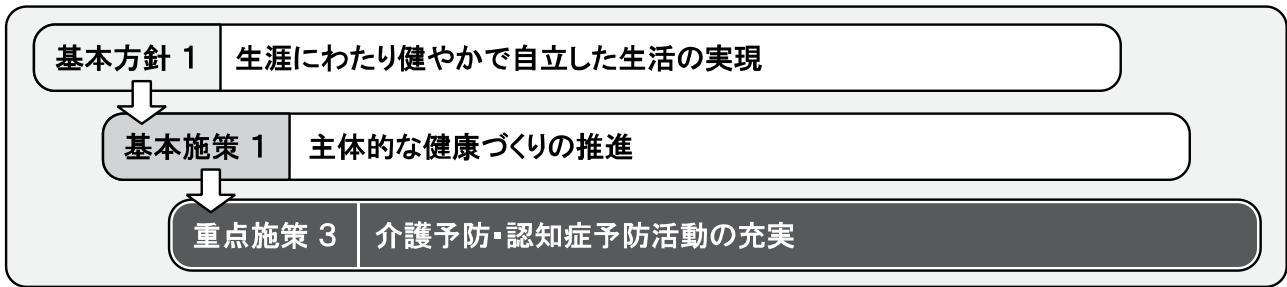 基本方針 1 生涯にわたり健やかで自立した生活の実現
基本施策 1 主体的な健康づくりの推進
重点施策 3 介護予防・認知症予防活動の充実